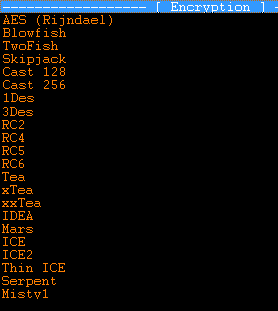 ------------------ [ Encryption ] -
AES (Rijndael)
Blowfish
TwoFish
Skipjack
Cast 128
Cast 256
1Des
3Des
RC2
RC4
RC5
RC6
Tea
xTea
xxTea
IDEA
Mars
ICE
ICE2
Thin ICE
Serpent
Misty1